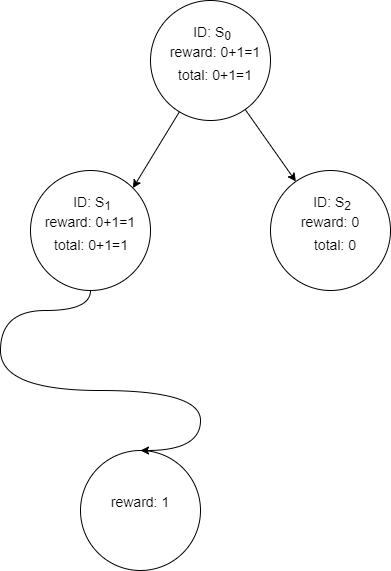 ID: S₀
reward: 0+1=1
total: 0+1=1
ID: S₁
reward: 0+1=1
total: 0+1=1
ID: S₂
reward: 0
total: 0
reward: 1